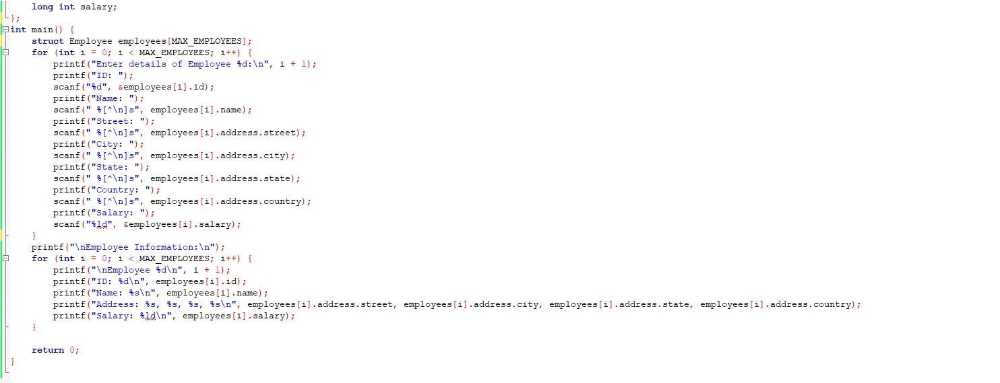 long int salary;
};
int main() {
    struct Employee employees[MAX_EMPLOYEES];
    for (int i = 0; i < MAX_EMPLOYEES; i++) {
        printf("Enter details of Employee %d:\n", i + 1);
        printf("ID: ");
        scanf("%d", &employees[i].id);
        printf("Name: ");
        scanf(" %[^\n]s", employees[i].name);
        printf("Street: ");
        scanf(" %[^\n]s", employees[i].address.street);
        printf("City: ");
        scanf(" %[^\n]s", employees[i].address.city);
        printf("State: ");
        scanf(" %[^\n]s", employees[i].address.state);
        printf("Country: ");
        scanf(" %[^\n]s", employees[i].address.country);
        printf("Salary: ");
        scanf("%ld", &employees[i].salary);
    }
    printf("\nEmployee Information:\n");
    for (int i = 0; i < MAX_EMPLOYEES; i++) {
        printf("\nEmployee %d\n", i + 1);
        printf("ID: %d\n", employees[i].id);
        printf("Name: %s\n", employees[i].name);
        printf("Address: %s, %s, %s, %s\n", employees[i].address.street, employees[i].address.city, employees[i].address.state, employees[i].address.country);
        printf("Salary: %ld\n", employees[i].salary);
    }

    return 0;
}